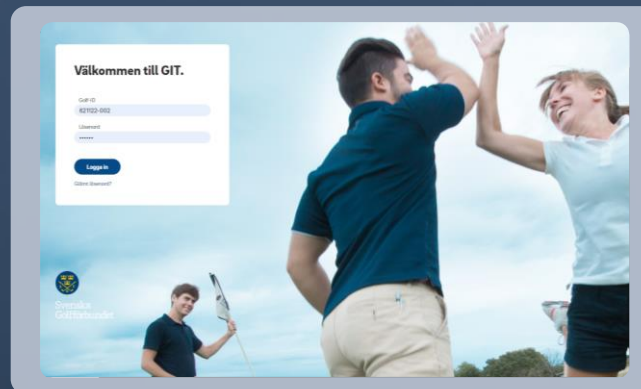 Välkommen till GIT.
Golf-ID
821122-002
Lösenord
••••••
Logga in
Glömt lösenord?
Svenska
Golfförbundet